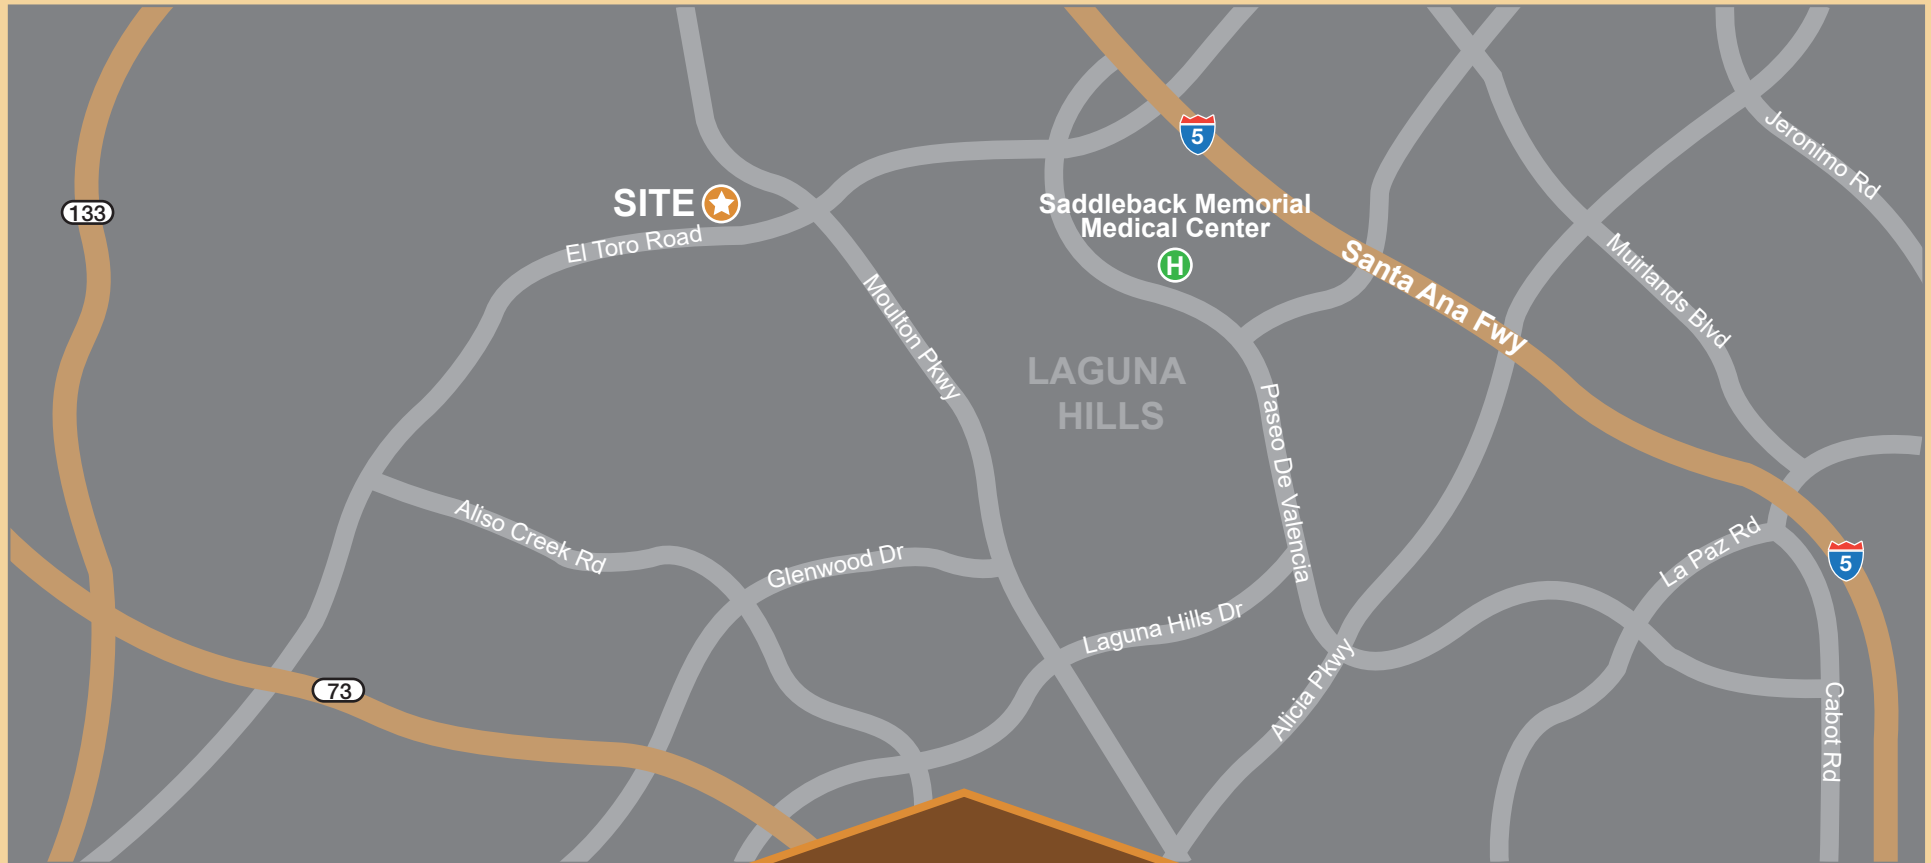 5
Jeronimo Rd
133
SITE
Saddleback Memorial
Medical Center
H
El Toro Road
Santa Ana Fwy
Muirlands Blvd
Moulton Pkwy
LAGUNA
HILLS
Paseo De Valencia
Aliso Creek Rd
Glenwood Dr
La Paz Rd
5
Laguna Hills Dr
Alicia Pkwy
73
Cabot Rd